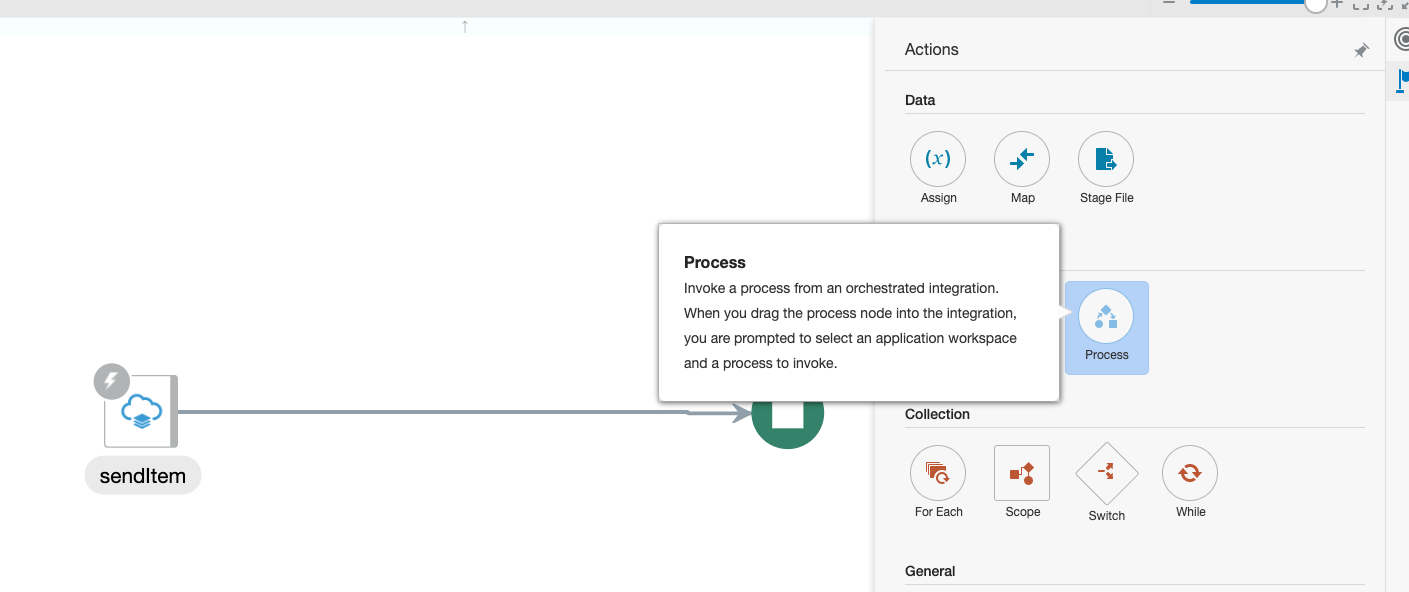 Actions
Data
(x)
Assign
Map
Stage File
Process
Invoke a process from an orchestrated integration.
When you drag the process node into the integration,
you are prompted to select an application workspace
and a process to invoke.
Process
Collection
sendItem
For Each
Scope
Switch
While
General